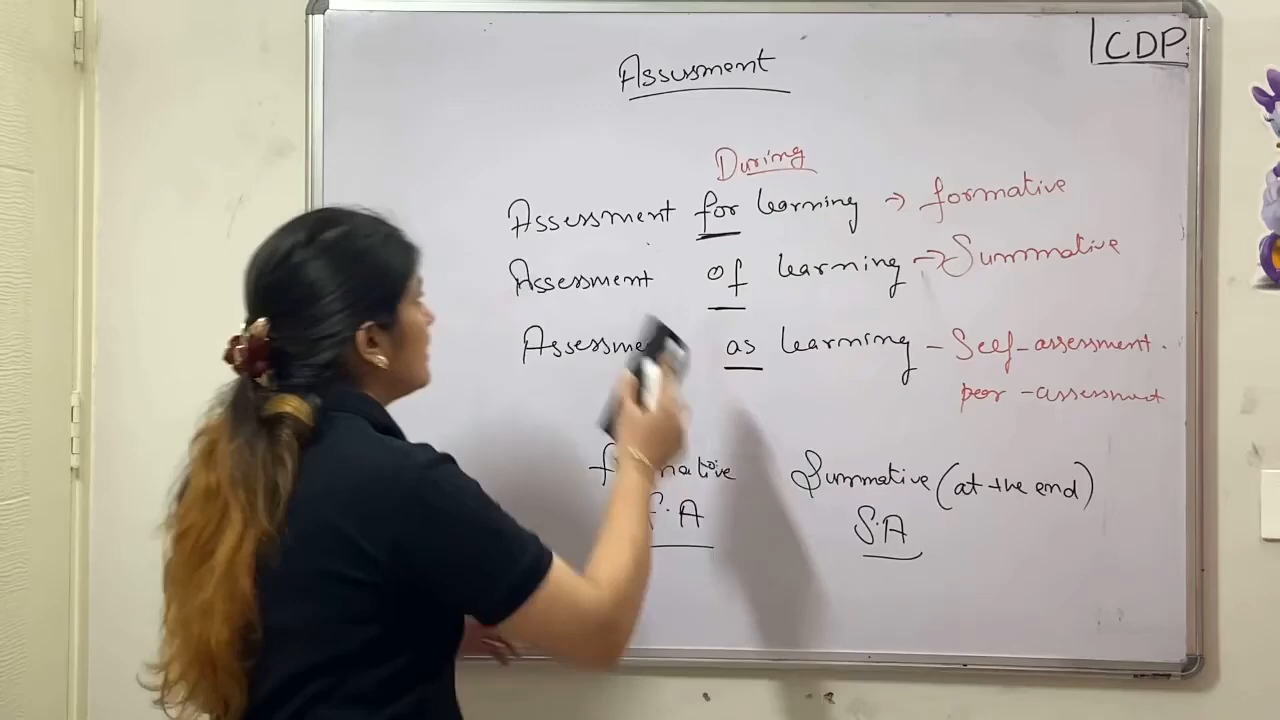 CDP
Assusment
During
Assessment for learning → formative
Assessment of learning → Summative
Assessment as learning - Self-assessment.
peer -assessment
Summative (at the end)
F.A S.A